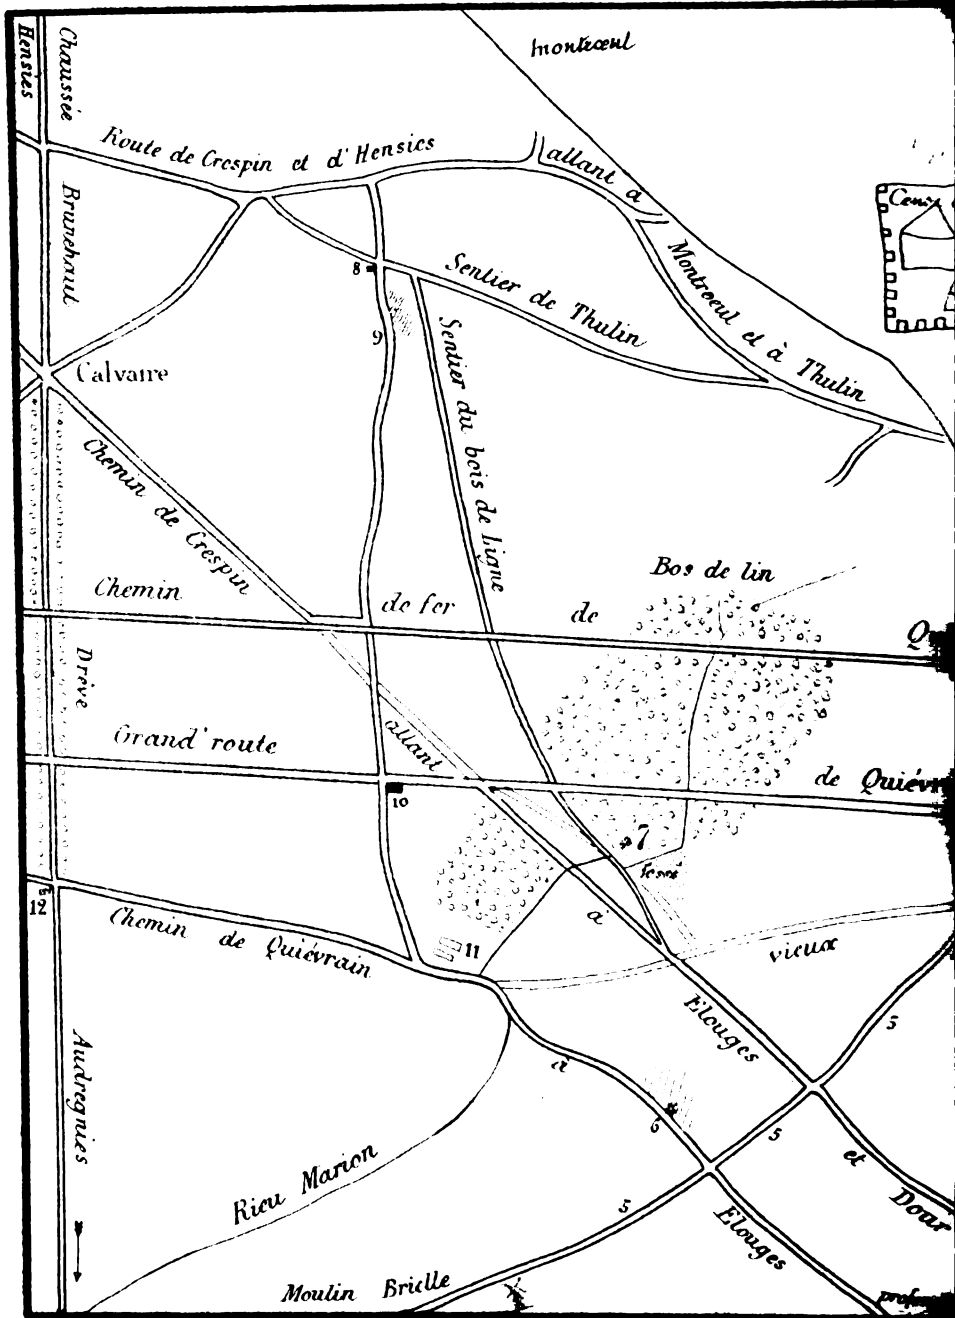 montrœul
Hensies
Chaussée
Brunehaut
Route de Crespin et d'Hensies
allant à
Montroeul et à Thulin
8
Sentier de Thulin
9
Sentier du bois de Ligne
Calvaire
Chemin de Crespin
allant
à
Elouges
et
Dour
Bos de lin
Chemin
de fer
de
Q
Drève
Grand' route
de Quiévr
10
7
12
Chemin de Quiévrain
à
Elouges
11
vieux
5
5
5
6
Audregnies
Rieu Marion
Moulin Brielle